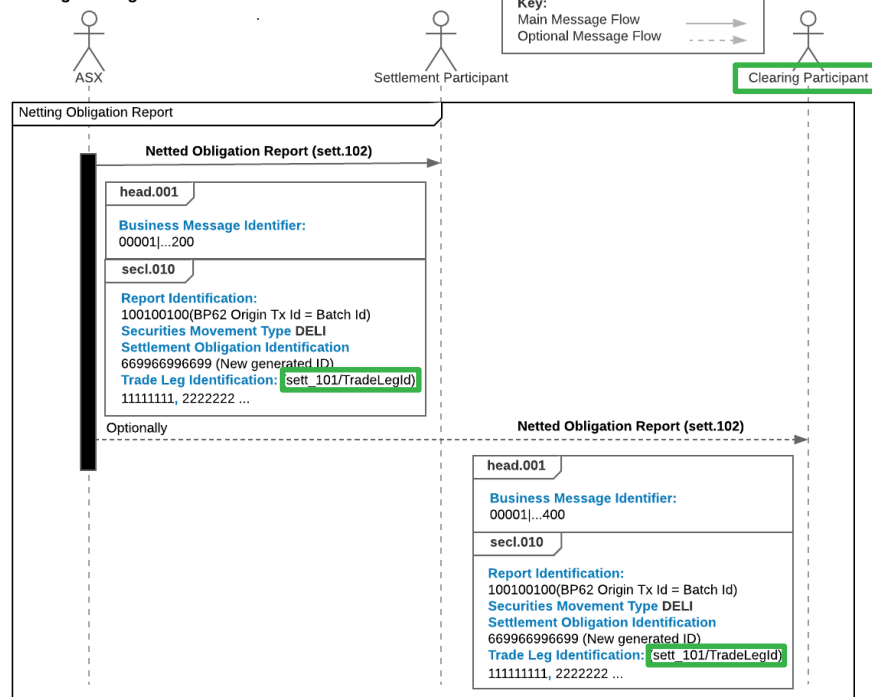 Key:
Main Message Flow
Optional Message Flow
ASX
Settlement Participant
Clearing Participant
Netting Obligation Report
Netted Obligation Report (sett.102)
head.001
Business Message Identifier:
00001|...200
secl.010
Report Identification:
100100100(BP62 Origin Tx Id = Batch Id)
Securities Movement Type DELI
Settlement Obligation Identification
669966996699 (New generated ID)
Trade Leg Identification: (sett_101/TradeLegId)
11111111, 2222222 ...
Optionally
Netted Obligation Report (sett.102)
head.001
Business Message Identifier:
00001|...400
secl.010
Report Identification:
100100100(BP62 Origin Tx Id = Batch Id)
Securities Movement Type DELI
Settlement Obligation Identification
669966996699 (New generated ID)
Trade Leg Identification: (sett_101/TradeLegId)
111111111, 2222222 ...